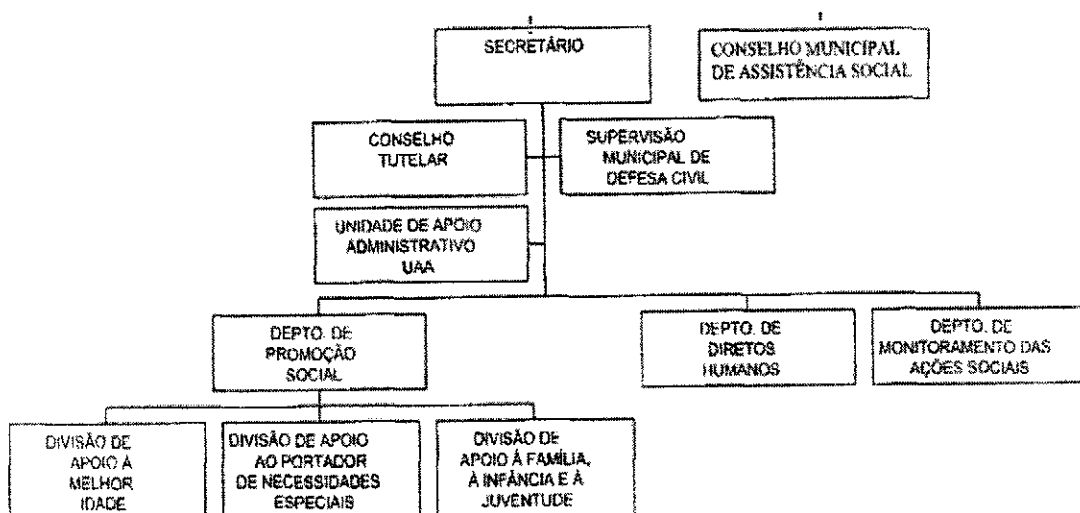 SECRETÁRIO
CONSELHO MUNICIPAL
DE ASSISTÊNCIA SOCIAL
CONSELHO
TUTELAR
SUPERVISÃO
MUNICIPAL DE
DEFESA CIVIL
UNIDADE DE APOIO
ADMINISTRATIVO
UAA
DEPTO. DE
PROMOÇÃO
SOCIAL
DEPTO. DE
DIRETOS
HUMANOS
DEPTO. DE
MONITORAMENTO DAS
AÇÕES SOCIAIS
DIVISÃO DE
APOIO À
MELHOR
IDADE
DIVISÃO DE APOIO
AO PORTADOR
DE NECESSIDADES
ESPECIAIS
DIVISÃO DE
APOIO À FAMÍLIA,
À INFÂNCIA E À
JUVENTUDE